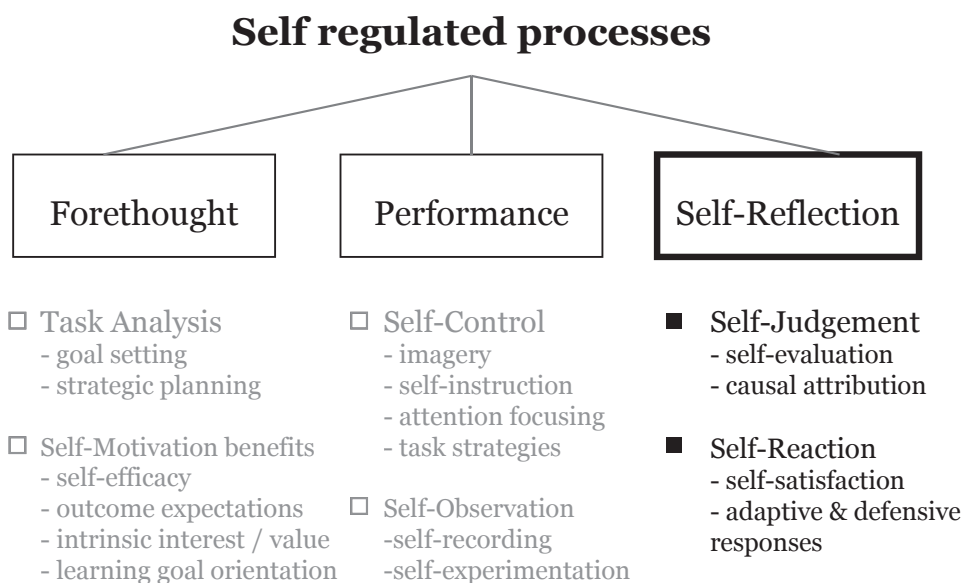 Self regulated processes
Forethought
Performance
Self-Reflection
Task Analysis
- goal setting
- strategic planning
Self-Motivation benefits
- self-efficacy
- outcome expectations
- intrinsic interest / value
- learning goal orientation
Self-Control
- imagery
- self-instruction
- attention focusing
- task strategies
Self-Observation
-self-recording
-self-experimentation
Self-Judgement
- self-evaluation
- causal attribution
Self-Reaction
- self-satisfaction
- adaptive & defensive
responses